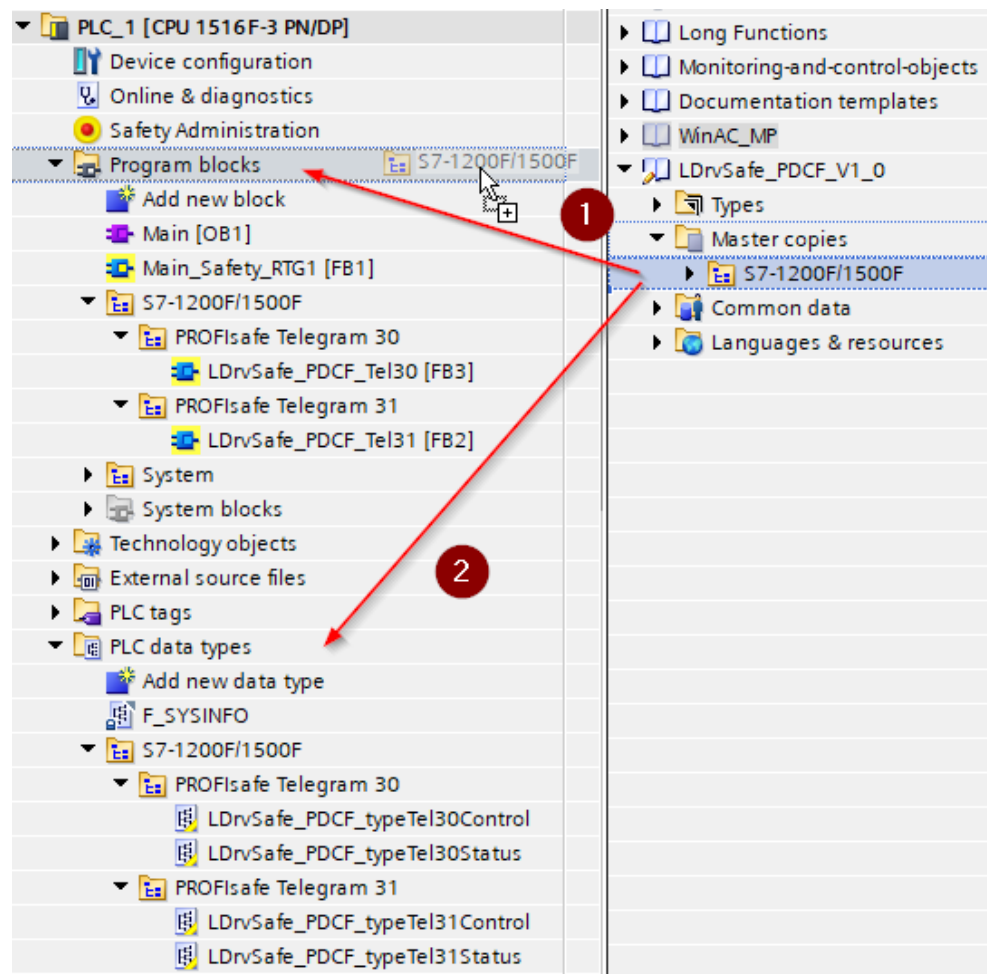 PLC_1 [CPU 1516F-3 PN/DP]
Device configuration
Online & diagnostics
Safety Administration
Program blocks
S7-1200F/1500F
Add new block
Main [OB1]
Main_Safety_RTG1 [FB1]
S7-1200F/1500F
PROFIsafe Telegram 30
LDrvSafe_PDCF_Tel30 [FB3]
PROFIsafe Telegram 31
LDrvSafe_PDCF_Tel31 [FB2]
System
System blocks
Technology objects
External source files
PLC tags
PLC data types
Add new data type
F_SYSINFO
S7-1200F/1500F
PROFIsafe Telegram 30
LDrvSafe_PDCF_typeTel30Control
LDrvSafe_PDCF_typeTel30Status
PROFIsafe Telegram 31
LDrvSafe_PDCF_typeTel31Control
LDrvSafe_PDCF_typeTel31Status
1
2
Long Functions
Monitoring-and-control-objects
Documentation templates
WinAC_MP
LDrvSafe_PDCF_V1_0
Types
Master copies
S7-1200F/1500F
Common data
Languages & resources